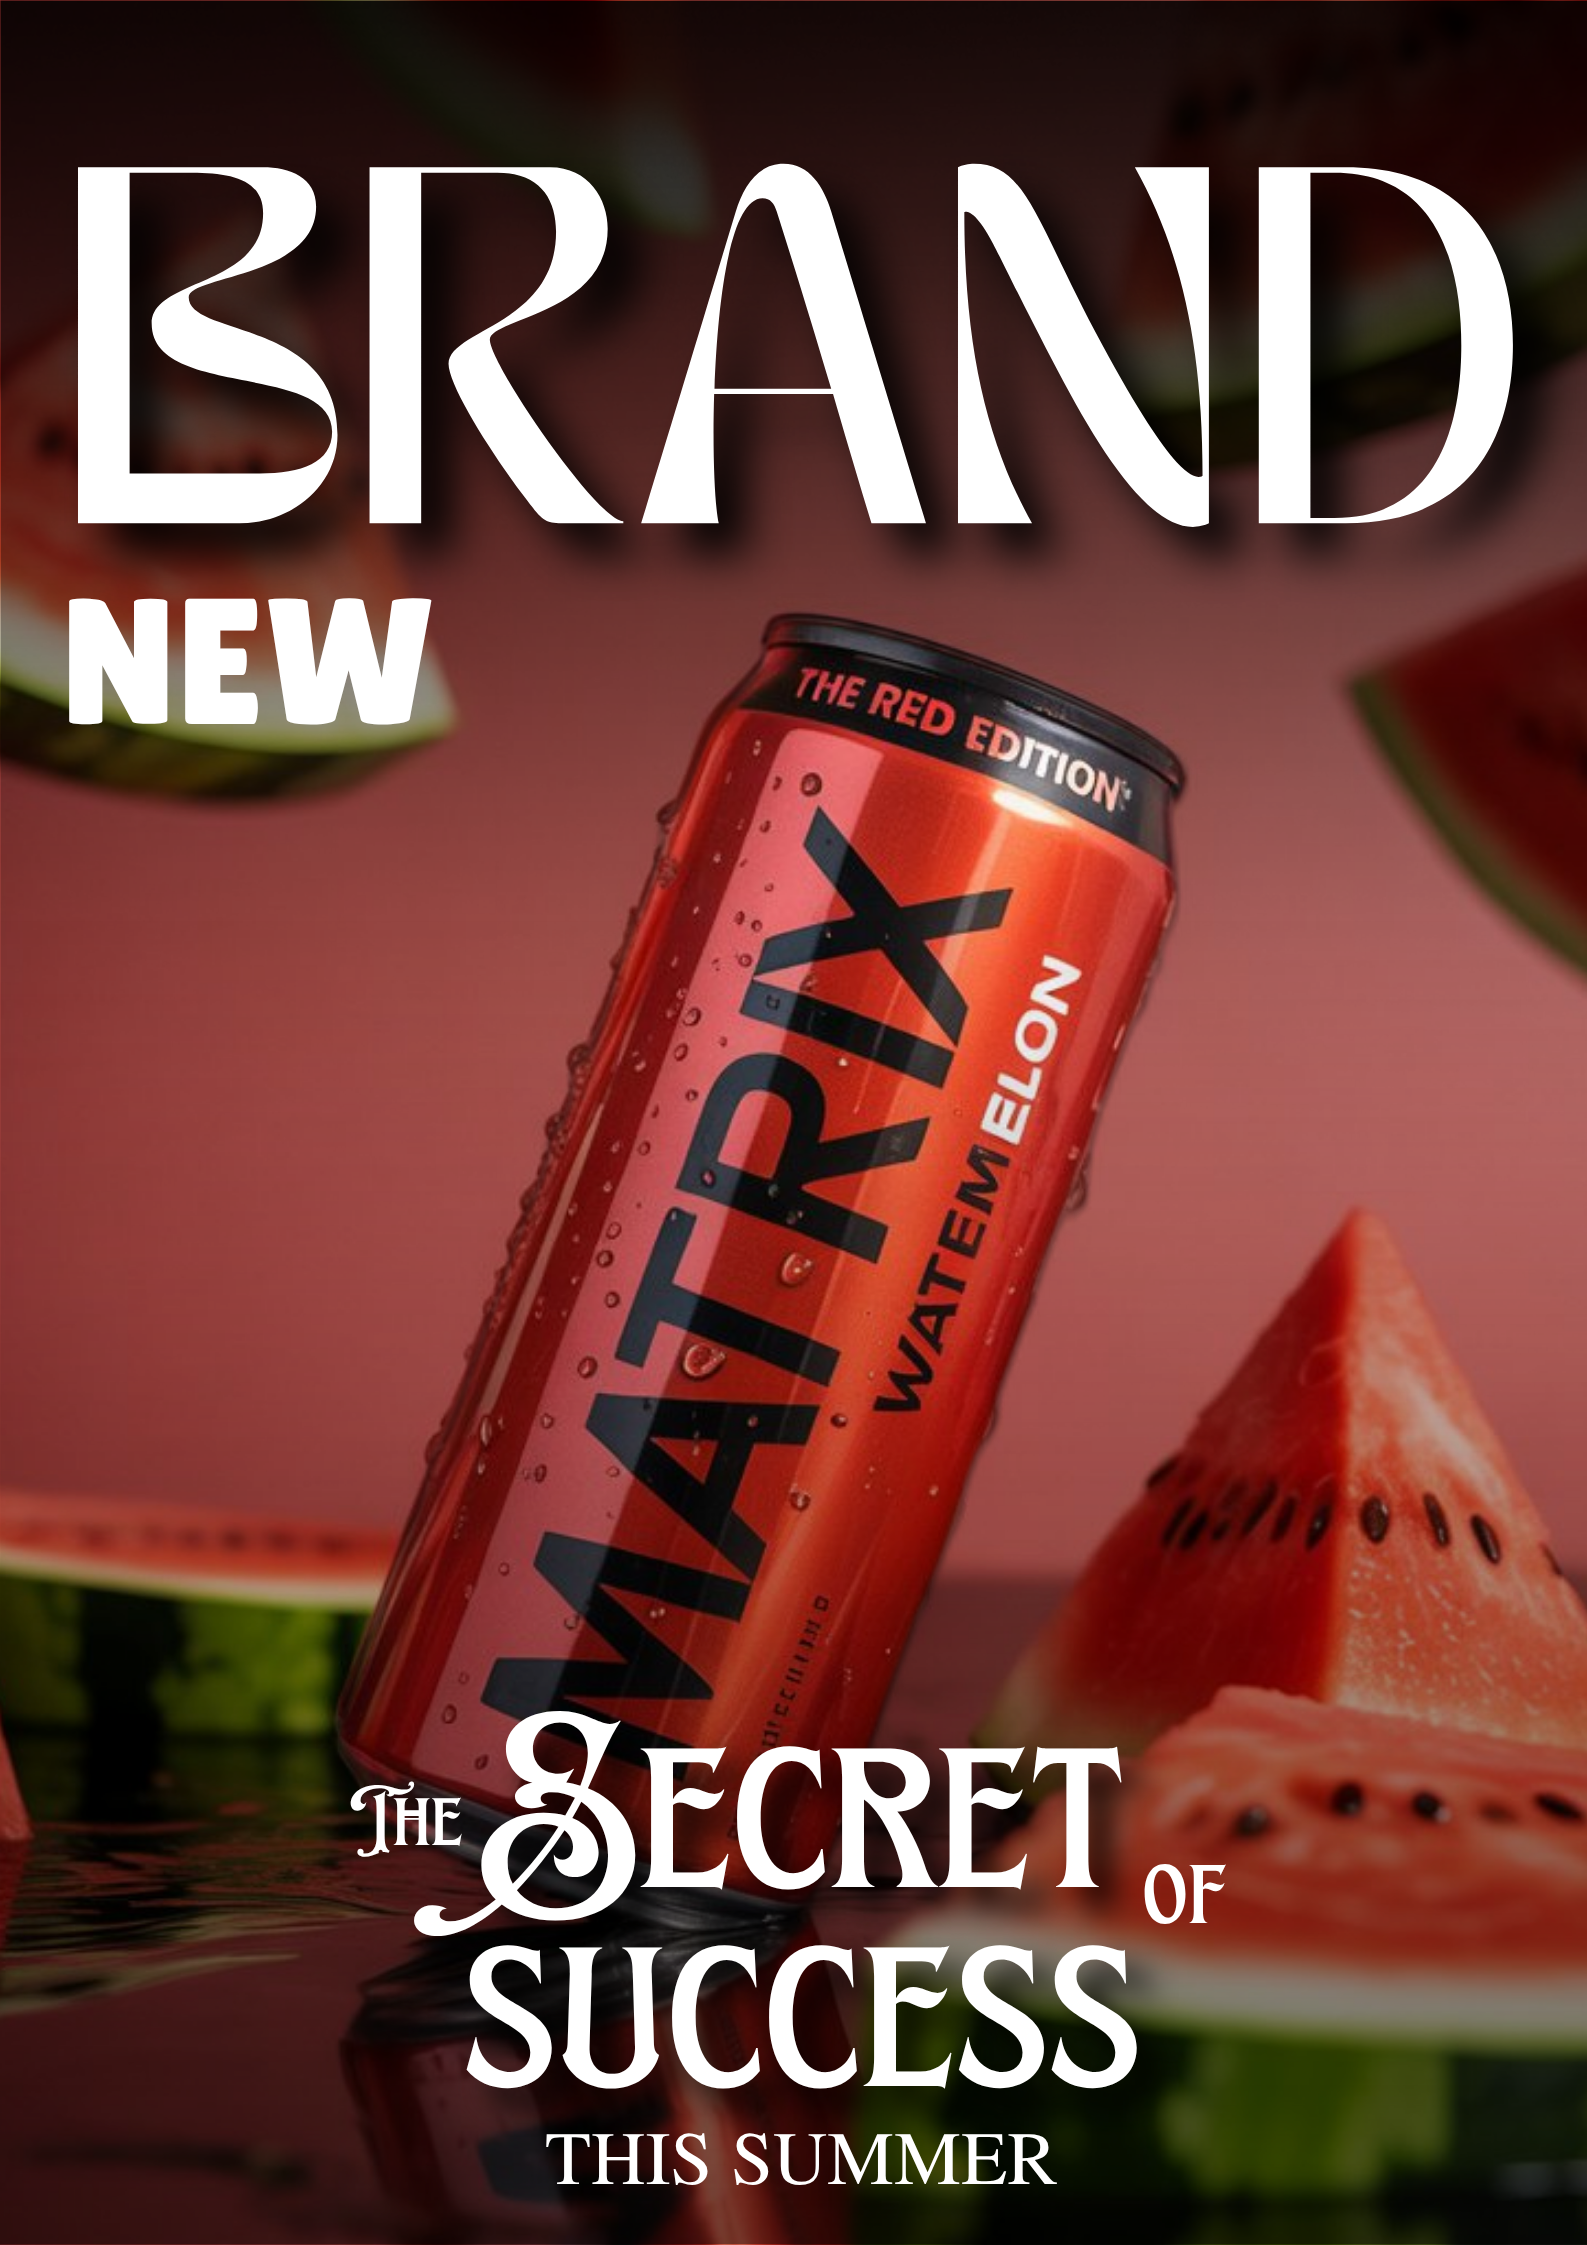 BRAND
NEW
THE RED EDITION
MATRIX
WATEMELON
THE SECRET OF
SUCCESS
THIS SUMMER